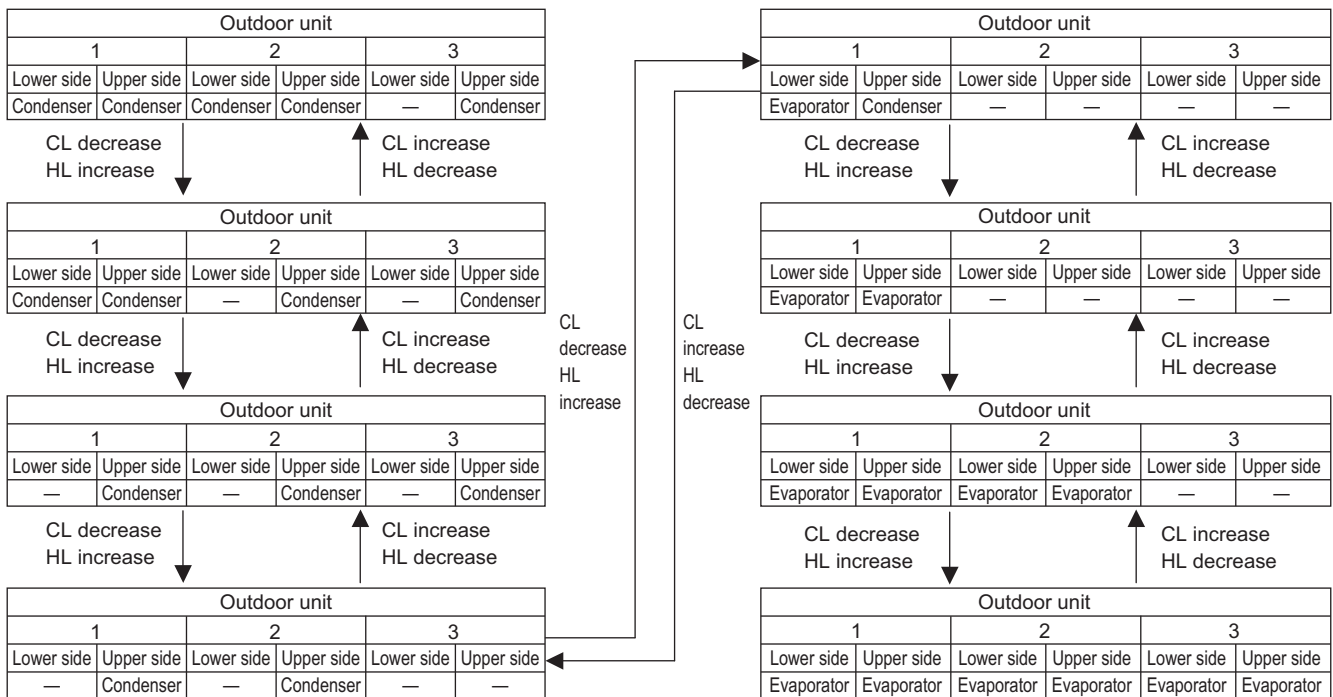 Outdoor unit
1 2 3
Lower side Upper side Lower side Upper side Lower side Upper side
Condenser Condenser Condenser Condenser — Condenser
CL decrease
HL increase
CL increase
HL decrease
Outdoor unit
1 2 3
Lower side Upper side Lower side Upper side Lower side Upper side
Condenser Condenser — Condenser — Condenser
CL decrease
HL increase
CL increase
HL decrease
Outdoor unit
1 2 3
Lower side Upper side Lower side Upper side Lower side Upper side
— Condenser — Condenser — Condenser
CL decrease
HL increase
CL increase
HL decrease
Outdoor unit
1 2 3
Lower side Upper side Lower side Upper side Lower side Upper side
— Condenser — Condenser — —
CL
decrease
HL
increase
CL
increase
HL
decrease
Outdoor unit
1 2 3
Lower side Upper side Lower side Upper side Lower side Upper side
Evaporator Condenser — — — —
CL decrease
HL increase
CL increase
HL decrease
Outdoor unit
1 2 3
Lower side Upper side Lower side Upper side Lower side Upper side
Evaporator Evaporator — — — —
CL decrease
HL increase
CL increase
HL decrease
Outdoor unit
1 2 3
Lower side Upper side Lower side Upper side Lower side Upper side
Evaporator Evaporator Evaporator Evaporator — —
CL decrease
HL increase
CL increase
HL decrease
Outdoor unit
1 2 3
Lower side Upper side Lower side Upper side Lower side Upper side
Evaporator Evaporator Evaporator Evaporator Evaporator Evaporator